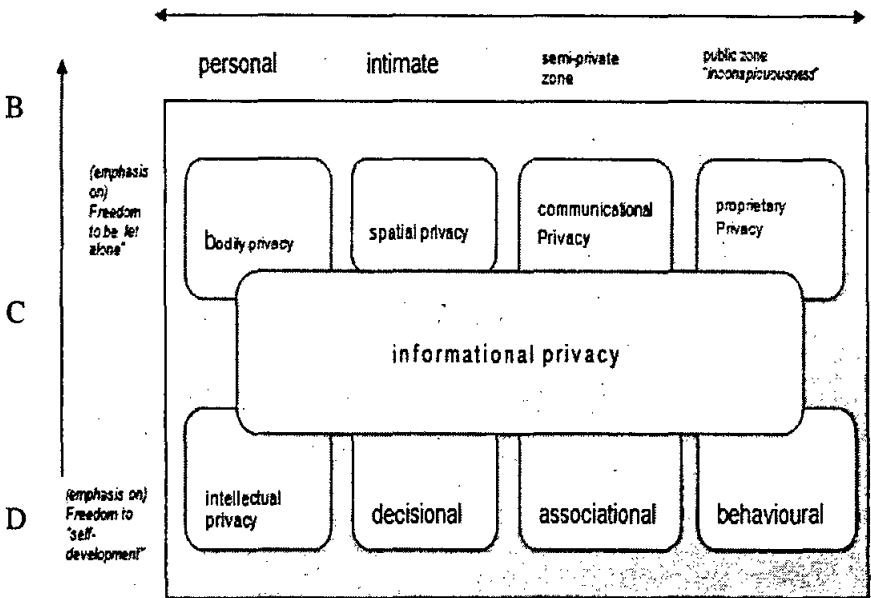 personal
intimate
semi-private
zone
public zone
"inconspicuousness"
B
(emphasis
on)
Freedom
to be let
alone"
bodily privacy
spatial privacy
communicational
Privacy
proprietary
Privacy
C
informational privacy
D
(emphasis on)
Freedom to
"self-
development"
intellectual
privacy
decisional
associational
behavioural